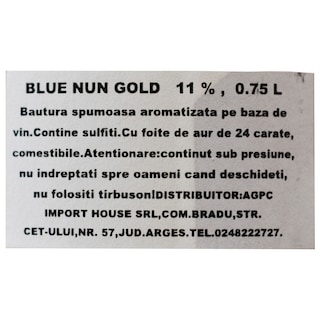 BLUE NUN GOLD 11 %, 0.75 L
Bautura spumoasa aromatizata pe baza de
vin.Contine sulfiti.Cu foite de aur de 24 carate,
comestibile.Atentionare:continut sub presiune,
nu indreptati spre oameni cand deschideti,
nu folositi tirbuson!DISTRIBUITOR:AGPC
IMPORT HOUSE SRL,COM.BRADU,STR.
CET-ULUI,NR. 57,JUD.ARGES.TEL.0248222727.